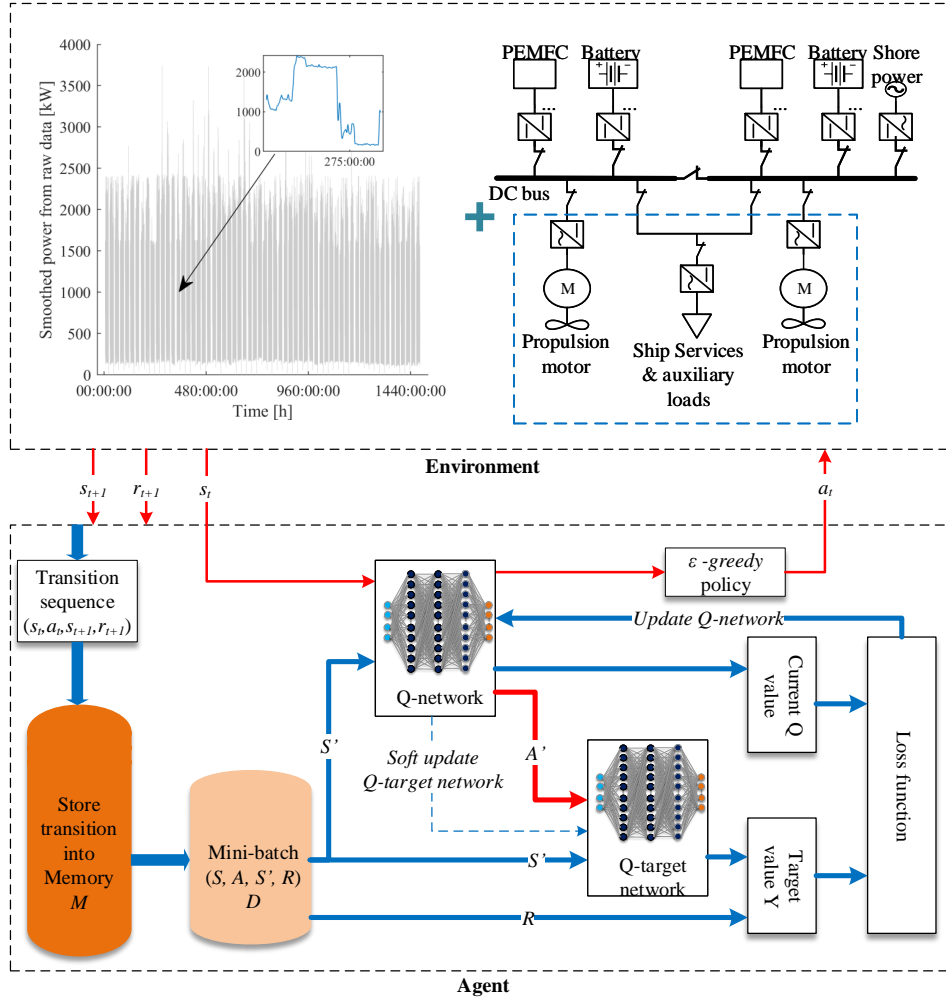 4000
3500
3000
2500
2000
1500
1000
500
0
Smoothed power from raw data [kW]
00:00:00
480:00:00
960:00:00
1440:00:00
Time [h]
2000
1000
0
275:00:00
PEMFC
Battery
PEMFC
Battery
Shore
power
+ -
+ -
...
...
...
...
DC bus
M
M
Propulsion
motor
Ship Services
& auxiliary
loads
Propulsion
motor
Environment
s_{t+1}
r_{t+1}
s_t
a_t
Transition
sequence
(s_t,a_t,s_{t+1},r_{t+1})
ε -greedy
policy
Update Q-network
Q-network
Current Q
value
Loss function
S’
Soft update
Q-target network
A’
Store
transition
into
Memory
M
Mini-batch
(S, A, S’, R)
D
S’
Q-target
network
Target
value Y
R
Agent